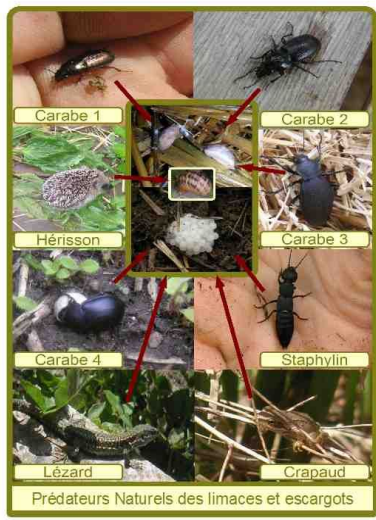 Carabe 1
Carabe 2
Hérisson
Carabe 3
Carabe 4
Staphylin
Lézard
Crapaud
Prédateurs Naturels des limaces et escargots